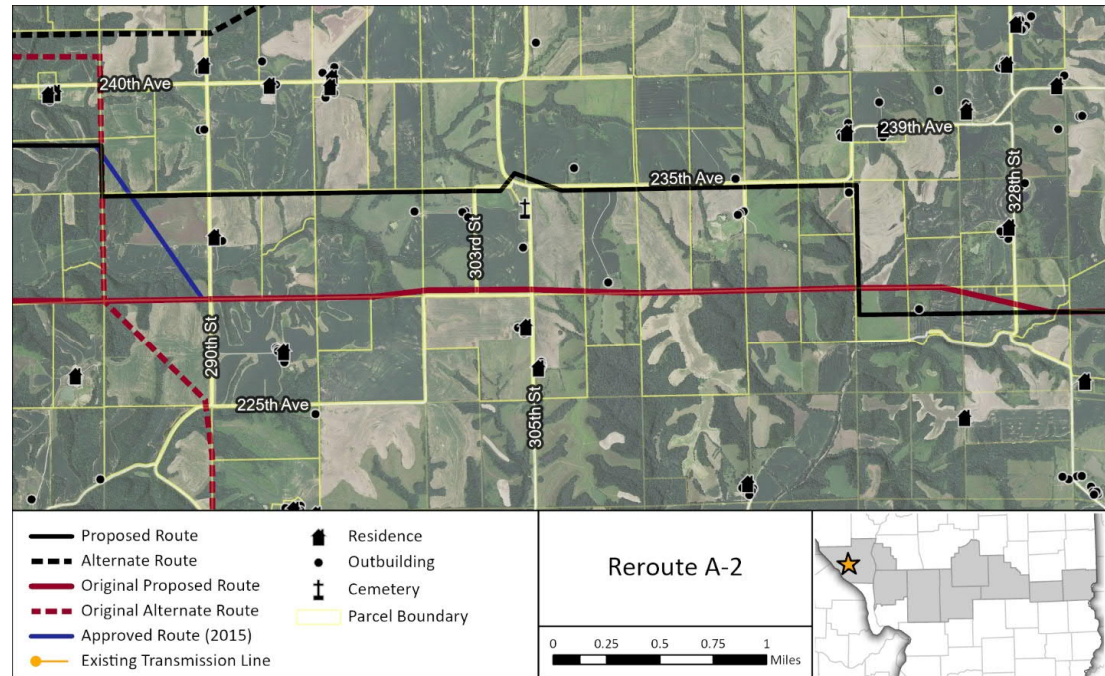 240th Ave
239th Ave
235th Ave
328th St
303rd St
290th St
305th St
225th Ave
Proposed Route
Alternate Route
Original Proposed Route
Original Alternate Route
Approved Route (2015)
Existing Transmission Line
Residence
Outbuilding
Cemetery
Parcel Boundary
Reroute A-2
0 0.25 0.5 0.75 1
Miles